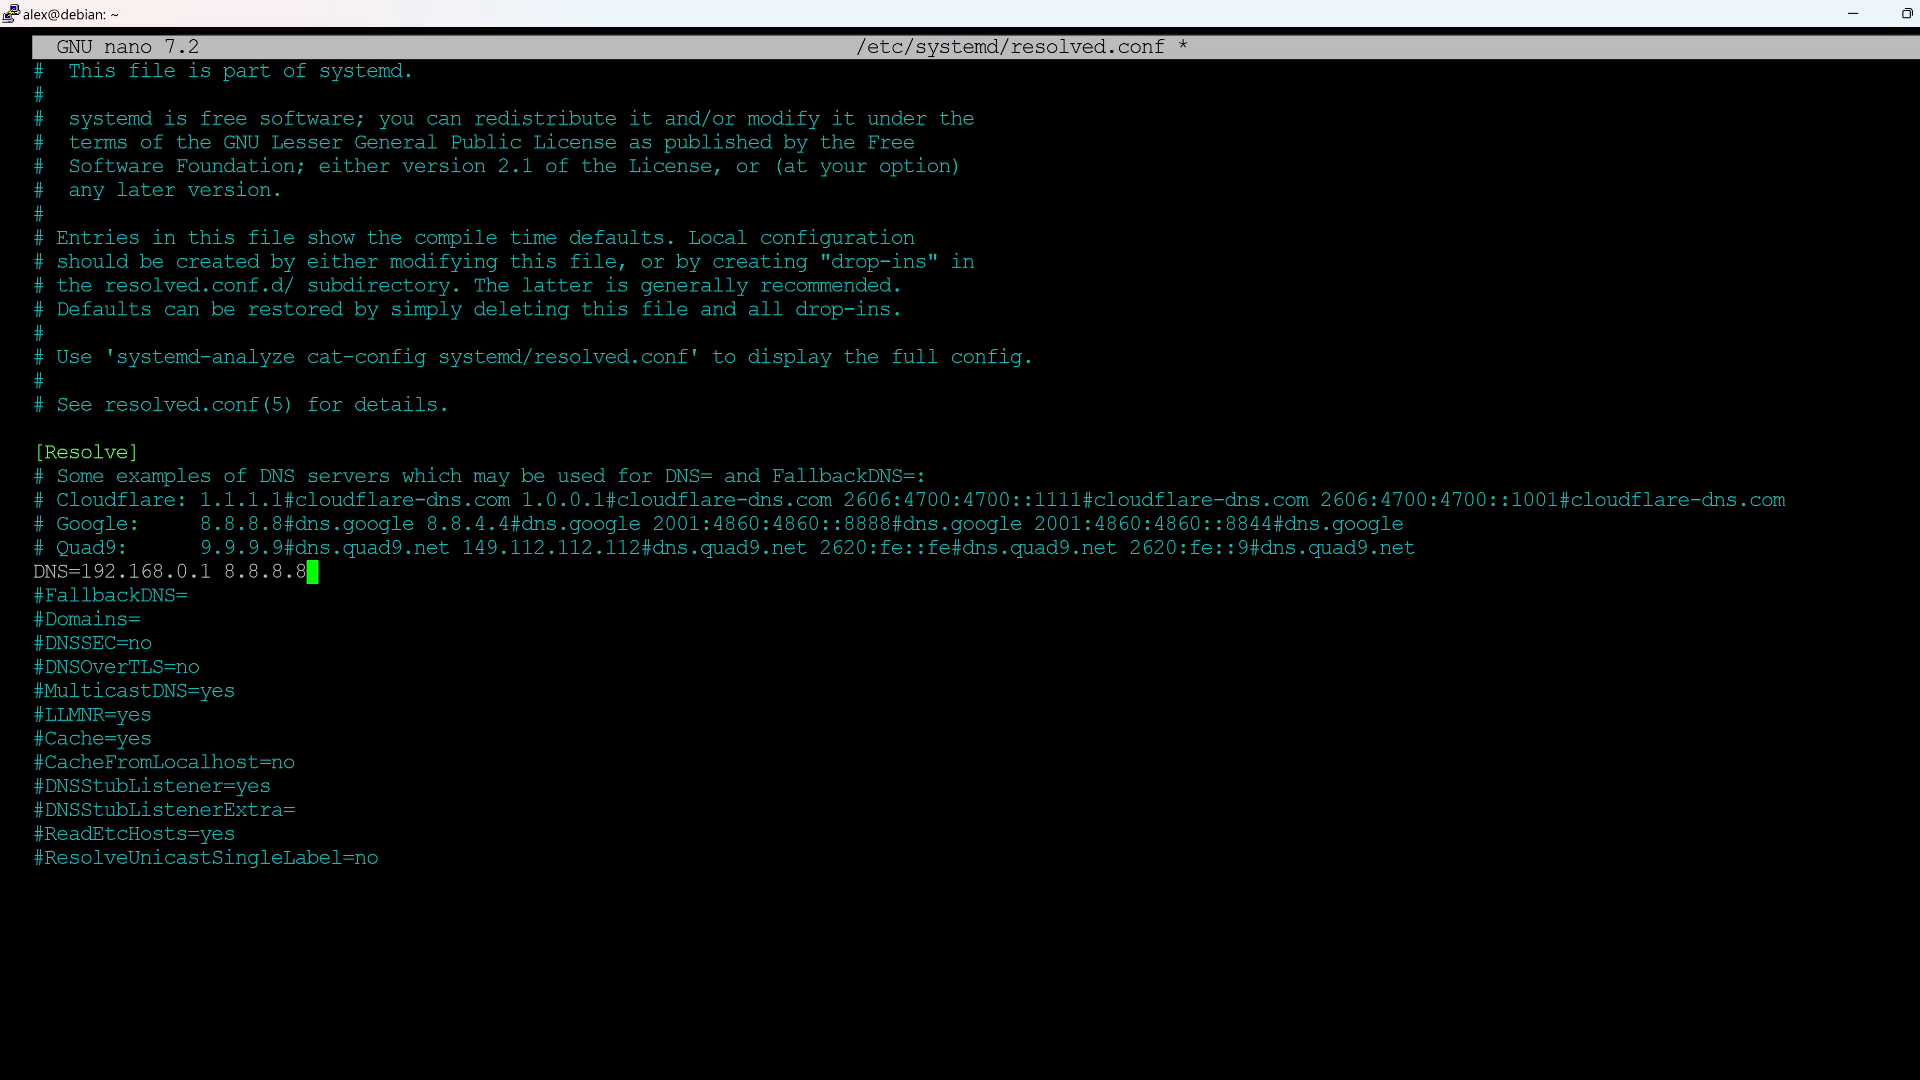 alex@debian: ~
GNU nano 7.2 /etc/systemd/resolved.conf *
#  This file is part of systemd.
#
#  systemd is free software; you can redistribute it and/or modify it under the
#  terms of the GNU Lesser General Public License as published by the Free
#  Software Foundation; either version 2.1 of the License, or (at your option)
#  any later version.
#
# Entries in this file show the compile time defaults. Local configuration
# should be created by either modifying this file, or by creating "drop-ins" in
# the resolved.conf.d/ subdirectory. The latter is generally recommended.
# Defaults can be restored by simply deleting this file and all drop-ins.
#
# Use 'systemd-analyze cat-config systemd/resolved.conf' to display the full config.
#
# See resolved.conf(5) for details.

[Resolve]
# Some examples of DNS servers which may be used for DNS= and FallbackDNS=:
# Cloudflare: 1.1.1.1#cloudflare-dns.com 1.0.0.1#cloudflare-dns.com 2606:4700:4700::1111#cloudflare-dns.com 2606:4700:4700::1001#cloudflare-dns.com
# Google:     8.8.8.8#dns.google 8.8.4.4#dns.google 2001:4860:4860::8888#dns.google 2001:4860:4860::8844#dns.google
# Quad9:      9.9.9.9#dns.quad9.net 149.112.112.112#dns.quad9.net 2620:fe::fe#dns.quad9.net 2620:fe::9#dns.quad9.net
DNS=192.168.0.1 8.8.8.8
#FallbackDNS=
#Domains=
#DNSSEC=no
#DNSOverTLS=no
#MulticastDNS=yes
#LLMNR=yes
#Cache=yes
#CacheFromLocalhost=no
#DNSStubListener=yes
#DNSStubListenerExtra=
#ReadEtcHosts=yes
#ResolveUnicastSingleLabel=no